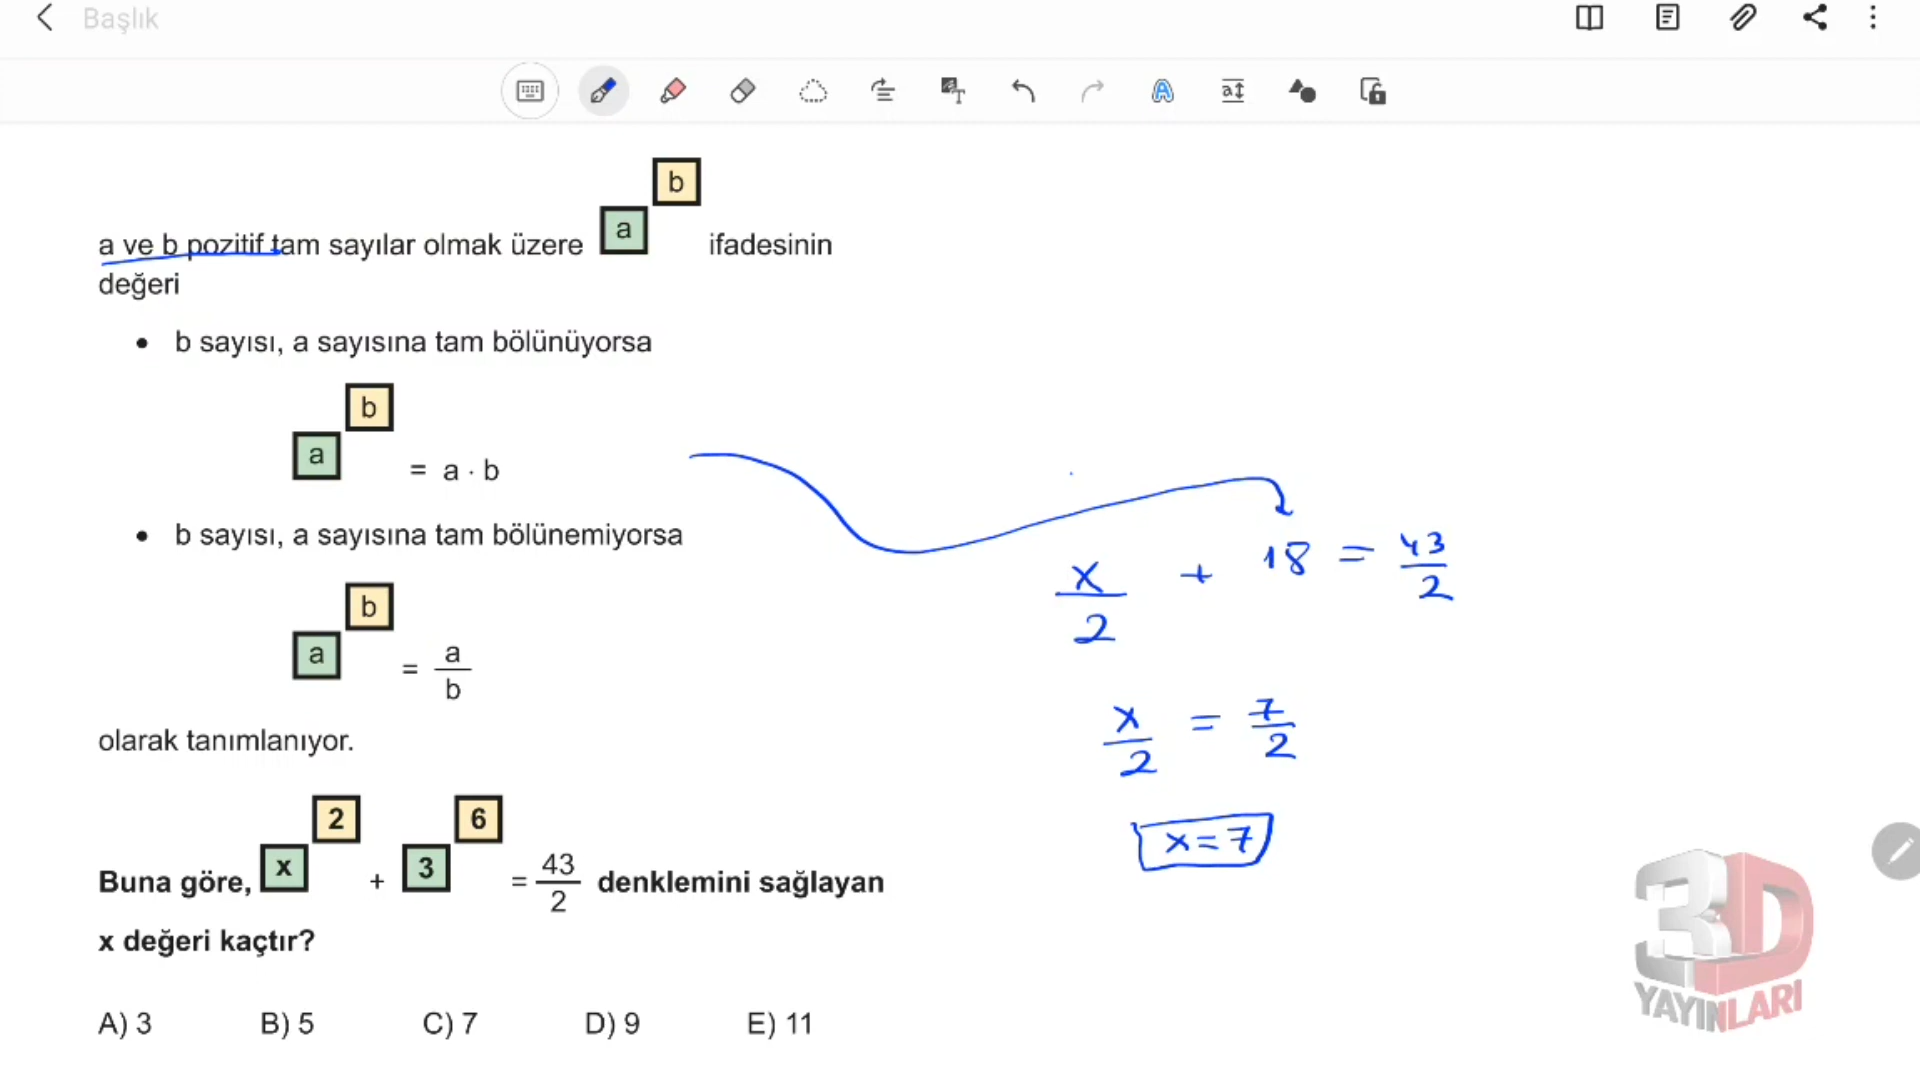 Başlık
b
a ve b pozitif tam sayılar olmak üzere a ifadesinin
değeri
• b sayısı, a sayısına tam bölünüyorsa
b
a = a · b
• b sayısı, a sayısına tam bölünemiyorsa
b
a = a/b
olarak tanımlanıyor.
2 6
Buna göre, x + 3 = 43/2 denklemini sağlayan
x değeri kaçtır?
A) 3 B) 5 C) 7 D) 9 E) 11
x/2 + 18 = 43/2
x/2 = 7/2
x = 7
3D
YAYINLARI